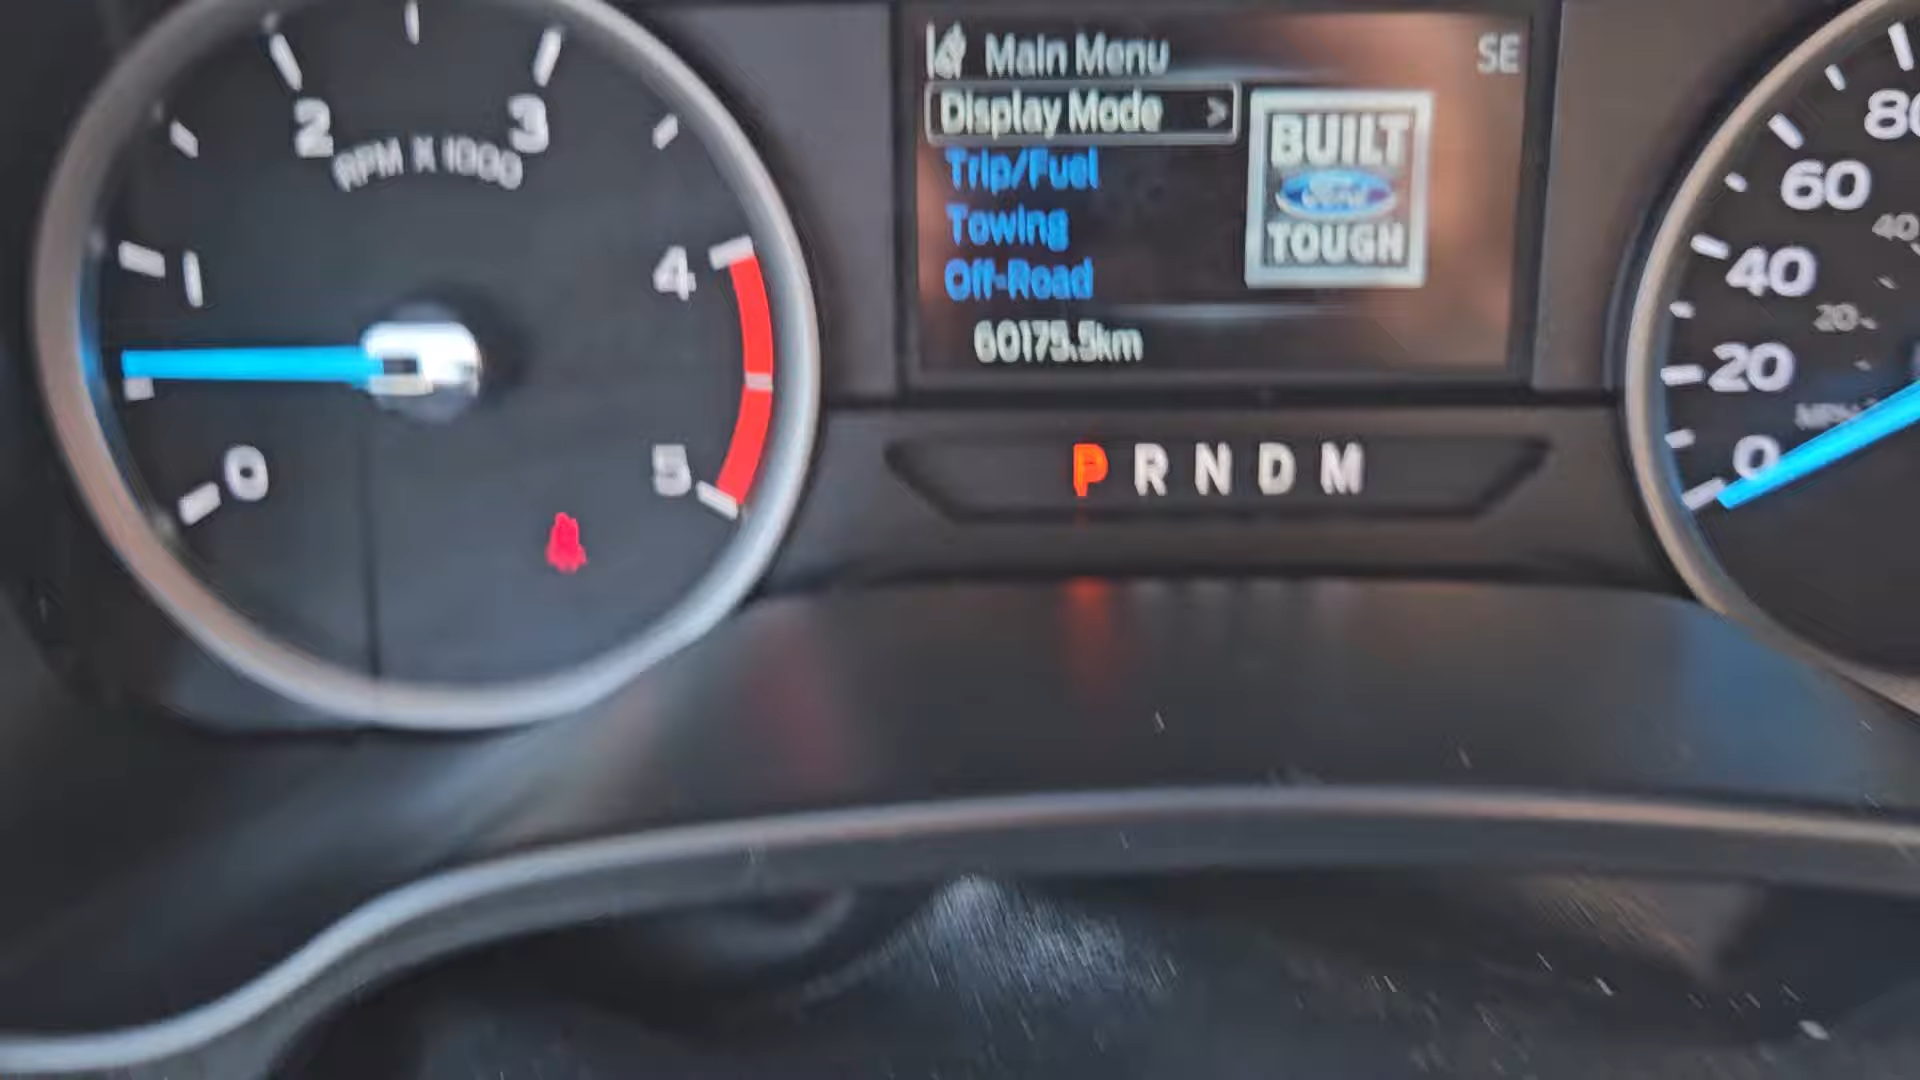 Main Menu
SE
Display Mode >
Trip/Fuel
Towing
Off-Road
BUILT
Ford
TOUGH
60175.5km
P R N D M
0
1
2
3
4
5
RPM X 1000
0
20
40
60
80
20
40
MPH